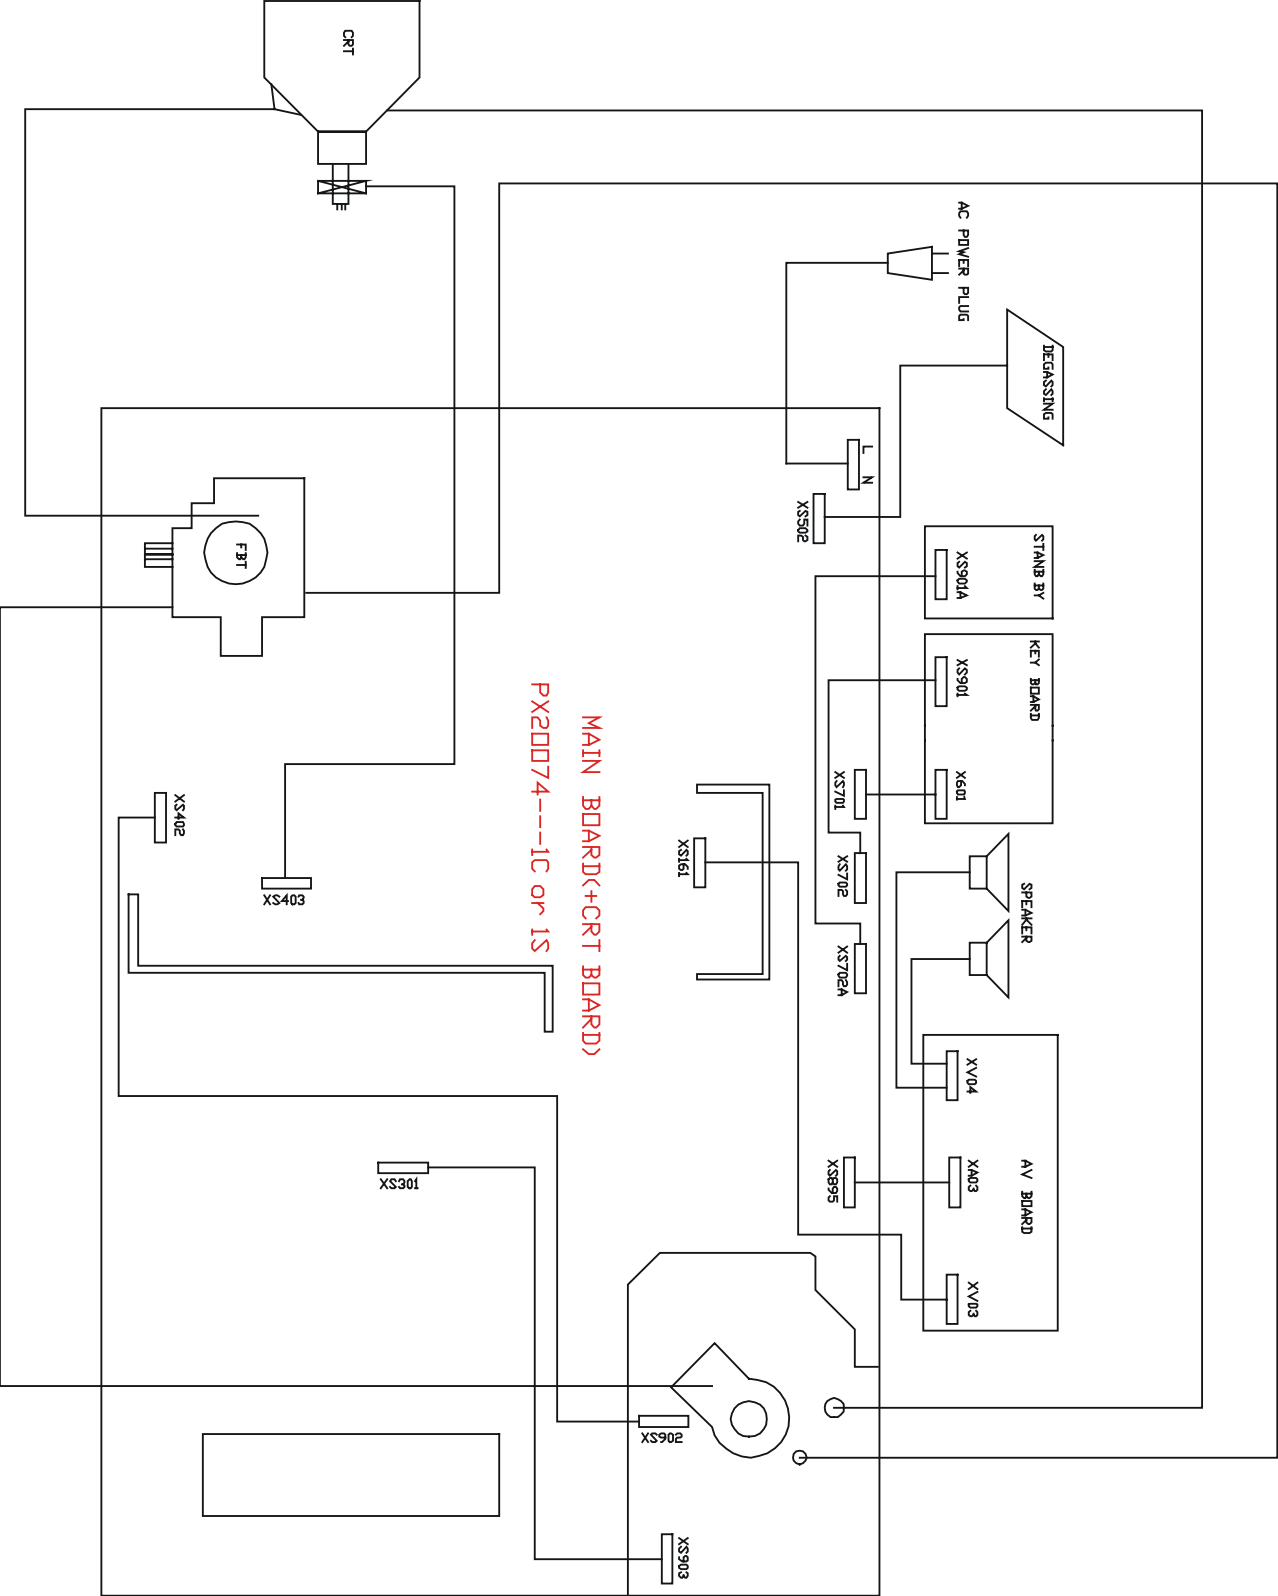 CRT
AC POWER PLUG
DEGASSING
L N
XS502
STANB BY
XS901A
KEY BOARD
XS901
X601
XS701
XS702
XS702A
SPEAKER
FBT
MAIN BOARD(+CRT BOARD)
PX20074---1C or 1S
XS161
XS402
XS403
AV BOARD
XV04
XA03
XV03
XS895
XS301
XS902
XS903